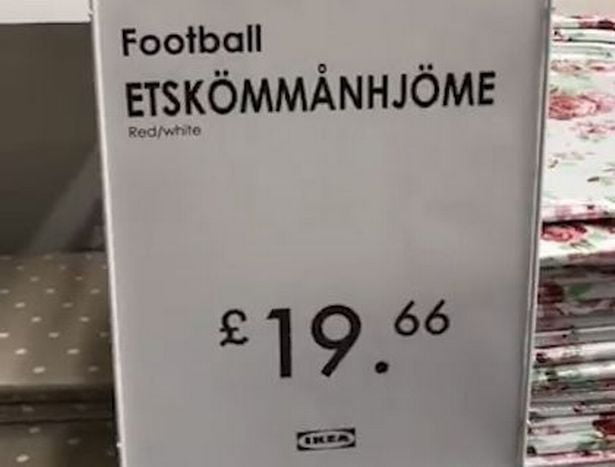 Football
ETSKÖMMÅNHJÖME
Red/white
£19.66
IKEA